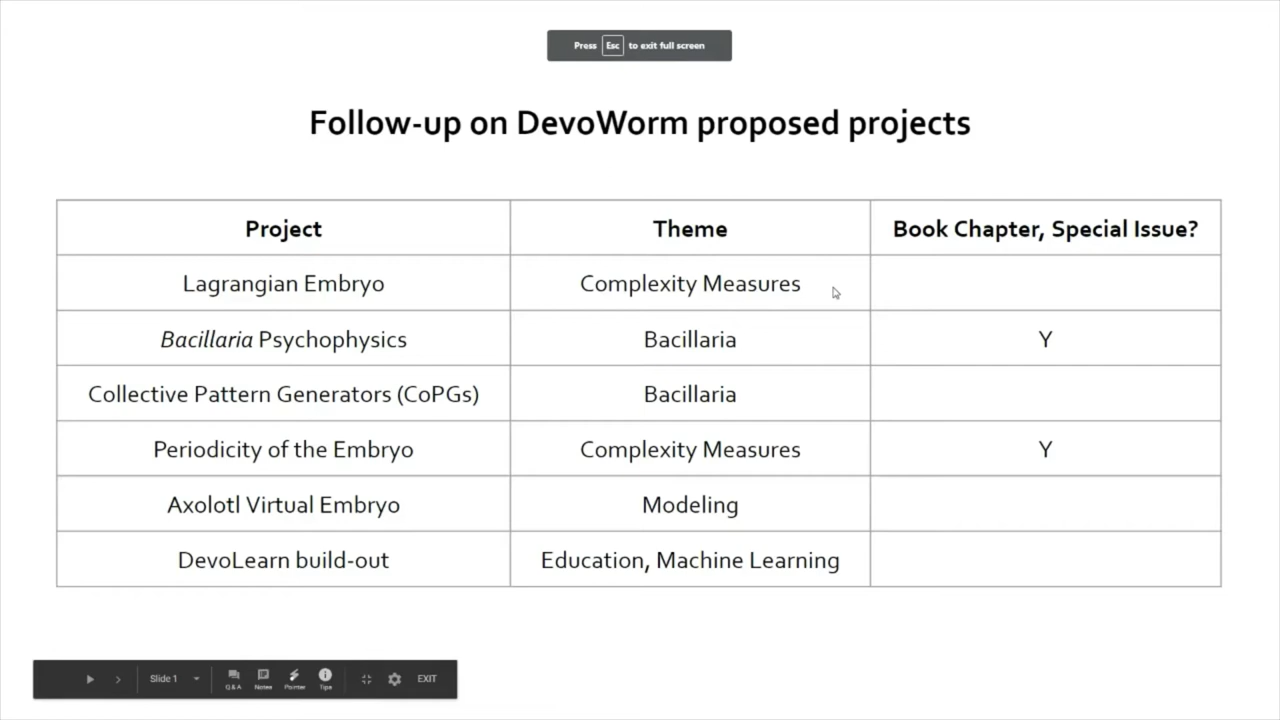 Press Esc to exit full screen
Follow-up on DevoWorm proposed projects
Project Theme Book Chapter, Special Issue?
Lagrangian Embryo Complexity Measures
Bacillaria Psychophysics Bacillaria Y
Collective Pattern Generators (CoPGs) Bacillaria
Periodicity of the Embryo Complexity Measures Y
Axolotl Virtual Embryo Modeling
DevoLearn build-out Education, Machine Learning
Slide 1 Q & A Notes Pointer Tips EXIT